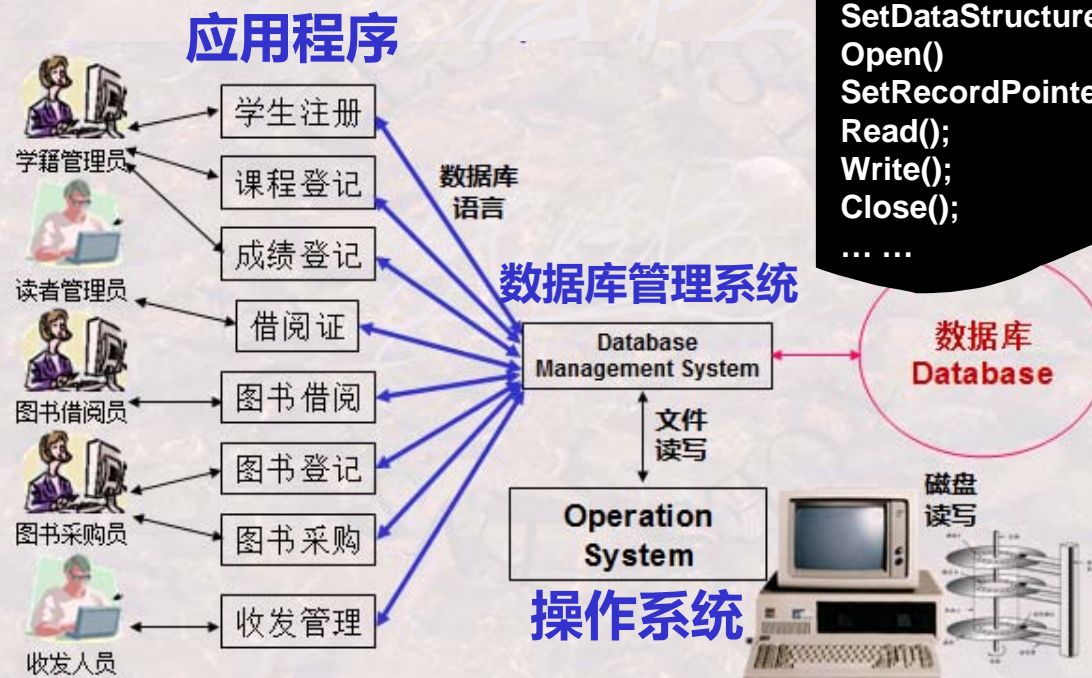 应用程序
SetDataStructure
Open()
SetRecordPointe
Read();
Write();
Close();
… …
学籍管理员
读者管理员
图书借阅员
图书采购员
收发人员
学生注册
课程登记
成绩登记
借阅证
图书借阅
图书登记
图书采购
收发管理
数据库
语言
数据库管理系统
Database
Management System
数据库
Database
文件
读写
Operation
System
操作系统
磁盘
读写